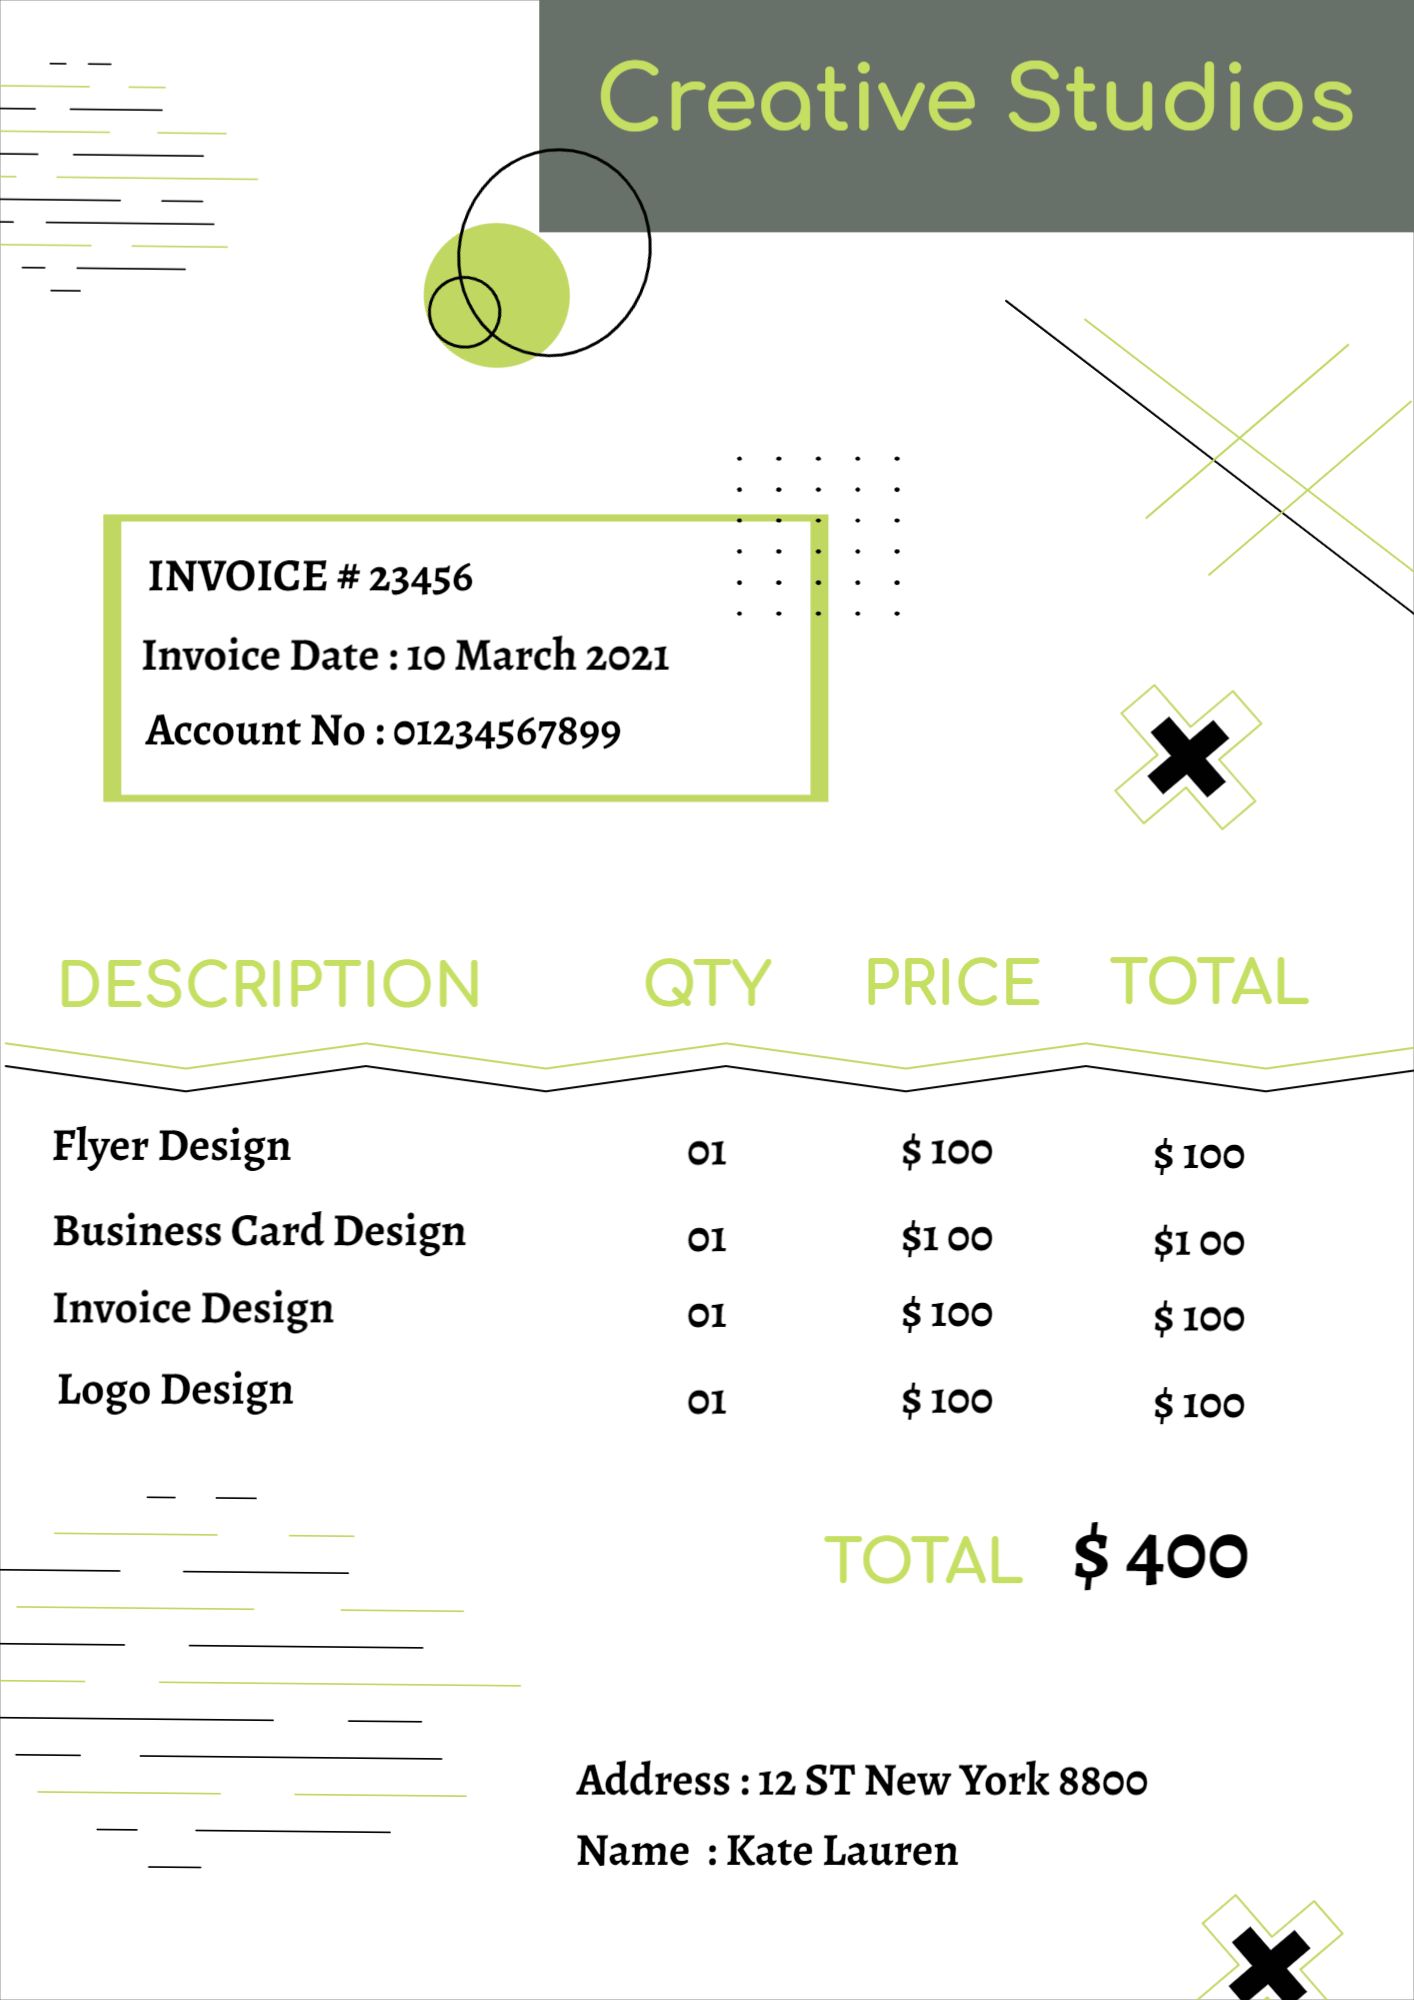 Creative Studios
INVOICE # 23456
Invoice Date : 10 March 2021
Account No : 01234567899
DESCRIPTION QTY PRICE TOTAL
Flyer Design 01 $ 100 $ 100
Business Card Design 01 $1 00 $1 00
Invoice Design 01 $ 100 $ 100
Logo Design 01 $ 100 $ 100
TOTAL $ 400
Address : 12 ST New York 8800
Name : Kate Lauren